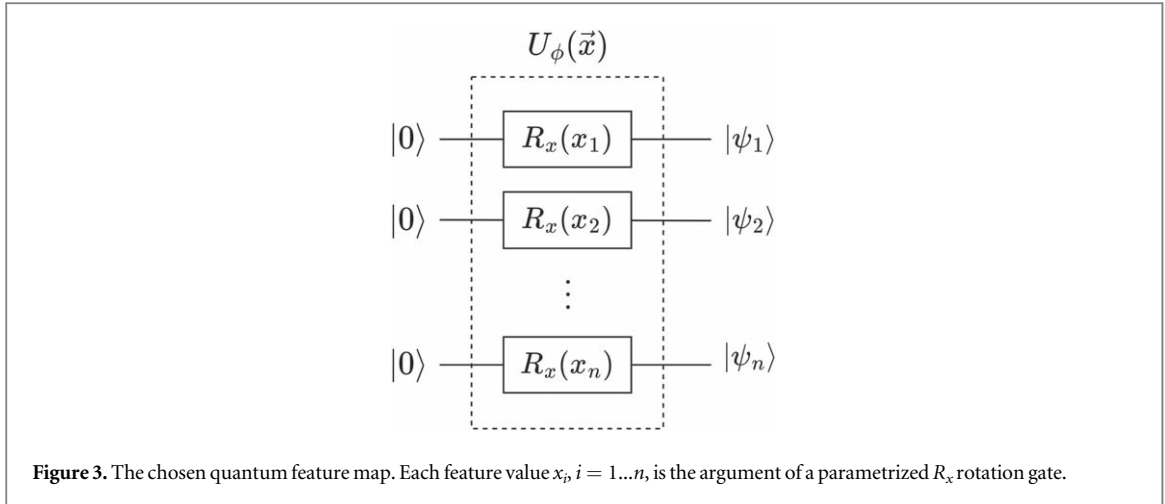 U_ϕ(x⃗)
|0⟩ R_x(x_1) |ψ_1⟩
|0⟩ R_x(x_2) |ψ_2⟩
⋮
|0⟩ R_x(x_n) |ψ_n⟩
Figure 3. The chosen quantum feature map. Each feature value x_i, i = 1...n, is the argument of a parametrized R_x rotation gate.